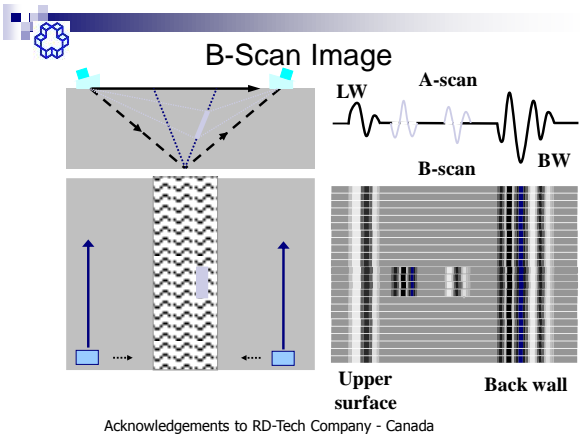 B-Scan Image
A-scan
LW
B-scan
BW
Upper
surface
Back wall
Acknowledgements to RD-Tech Company - Canada